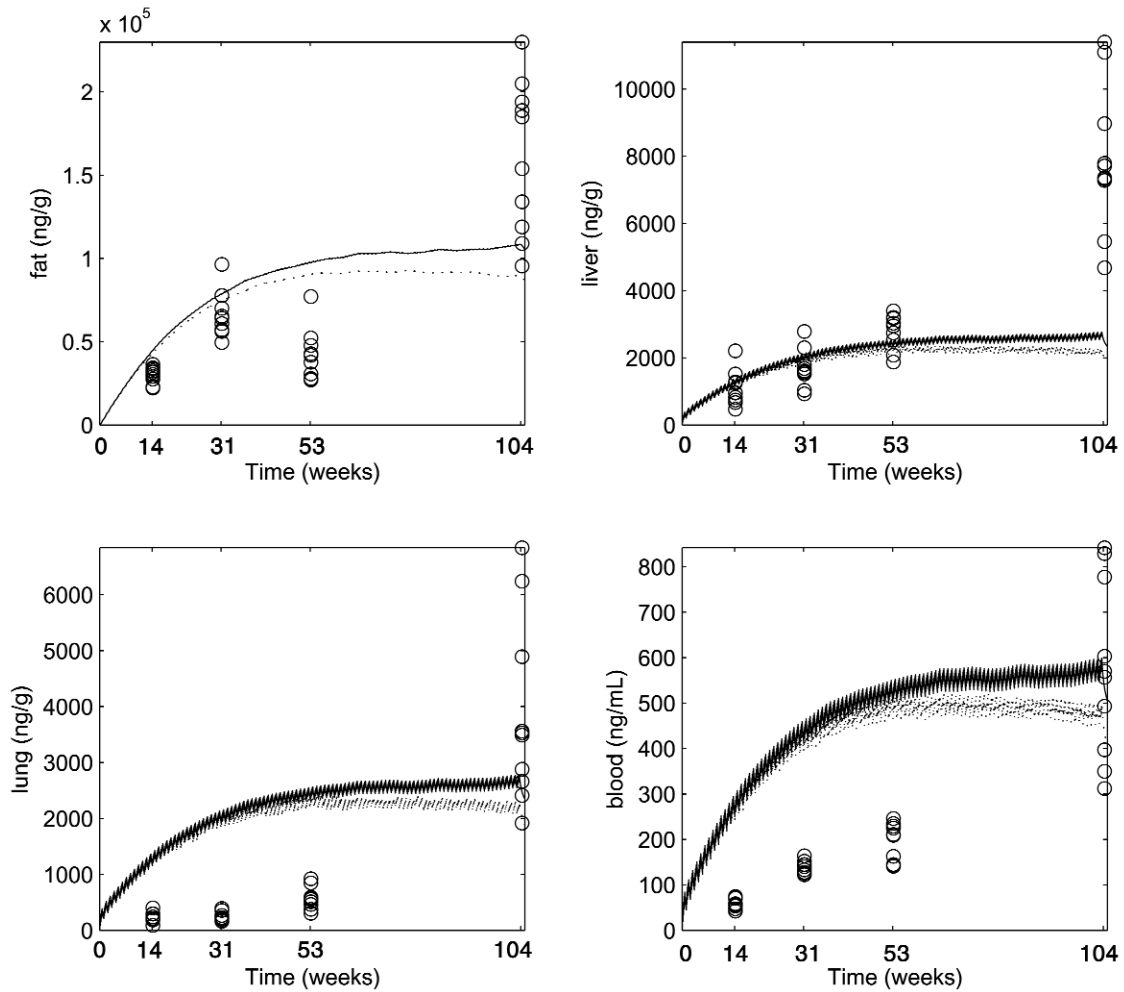 x 10^5
2
1.5
1
0.5
0
fat (ng/g)
0 14 31 53 104
Time (weeks)
10000
8000
6000
4000
2000
0
liver (ng/g)
0 14 31 53 104
Time (weeks)
6000
5000
4000
3000
2000
1000
0
lung (ng/g)
0 14 31 53 104
Time (weeks)
800
700
600
500
400
300
200
100
0
blood (ng/mL)
0 14 31 53 104
Time (weeks)